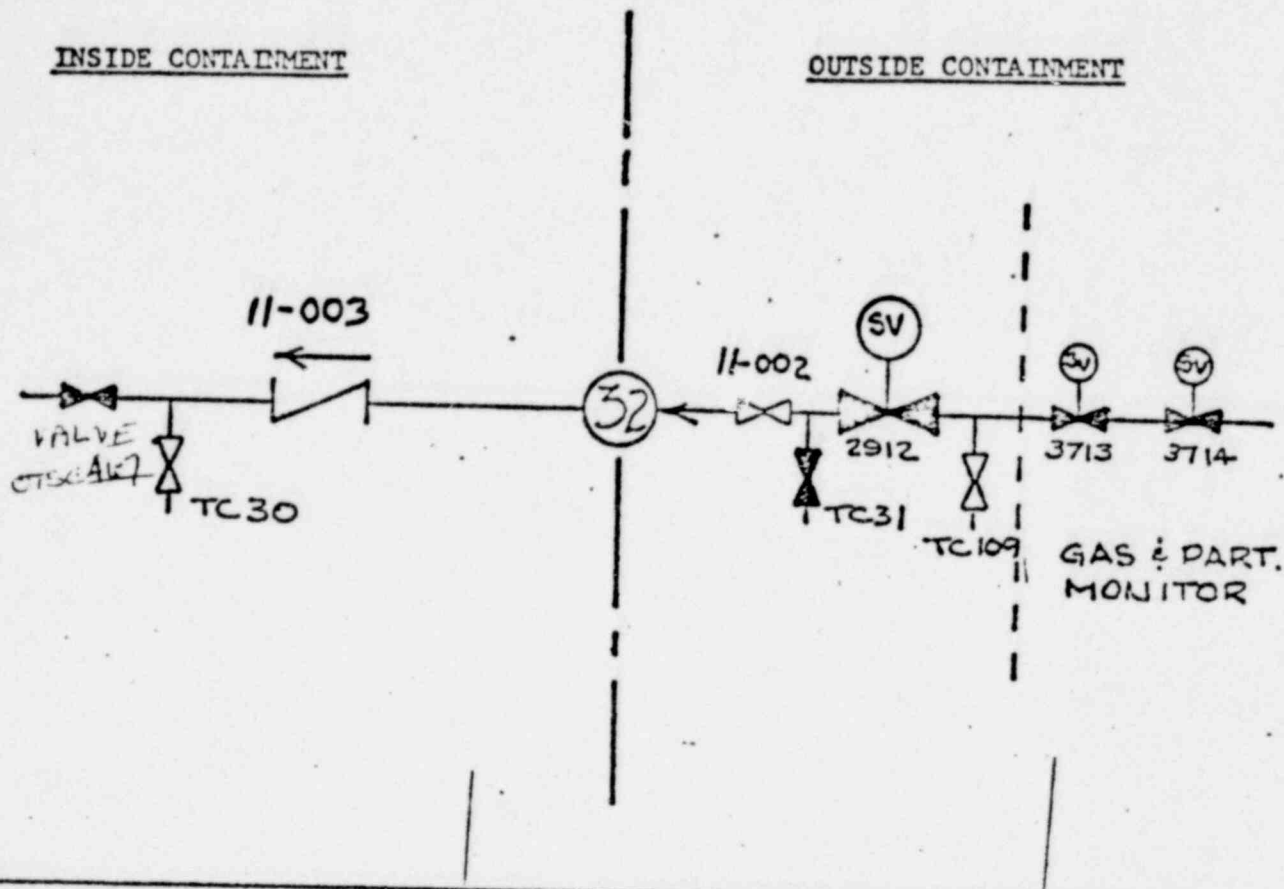 INSIDE CONTAINMENT
OUTSIDE CONTAINMENT
11-003
SV
11-002
SV
SV
32
VALVE
2912
3713
3714
TC30
TC31
TC109
GAS & PART.
MONITOR